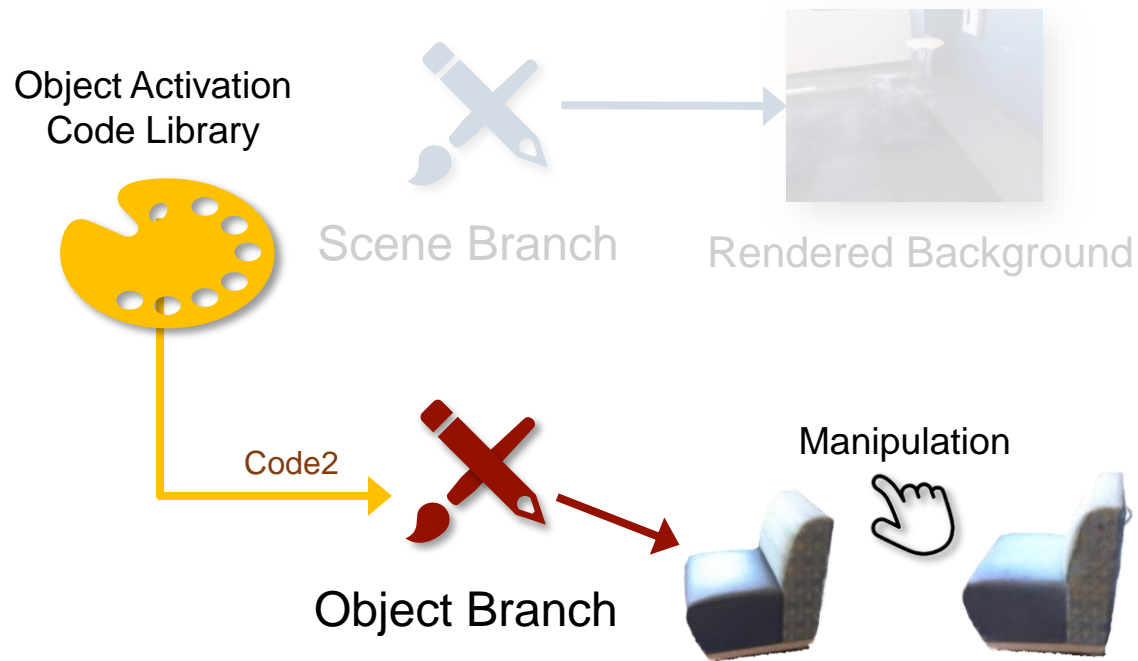 Object Activation
Code Library
Scene Branch
Rendered Background
Code2
Manipulation
Object Branch